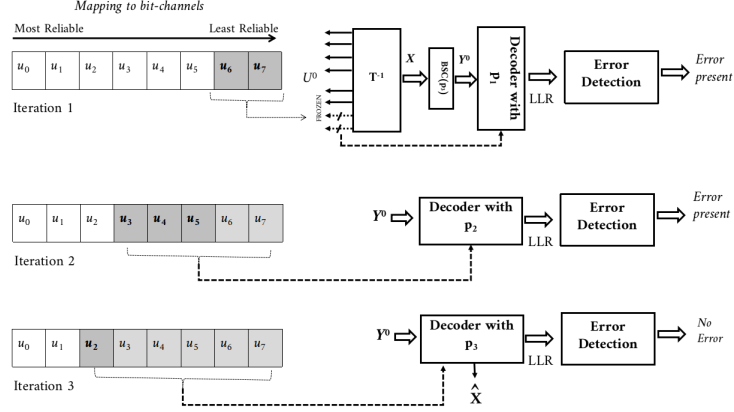 Mapping to bit-channels
Most Reliable Least Reliable
u0 u1 u2 u3 u4 u5 u6 u7
Iteration 1
U⁰
FROZEN
T⁻¹
X
BSC(p₁)
Y⁰
Decoder with
p₁
LLR
Error
Detection
Error
present
u0 u1 u2 u3 u4 u5 u6 u7
Iteration 2
Y⁰
Decoder with
p₂
LLR
Error
Detection
Error
present
u0 u1 u2 u3 u4 u5 u6 u7
Iteration 3
Y⁰
Decoder with
p₃
X̂
LLR
Error
Detection
No
Error